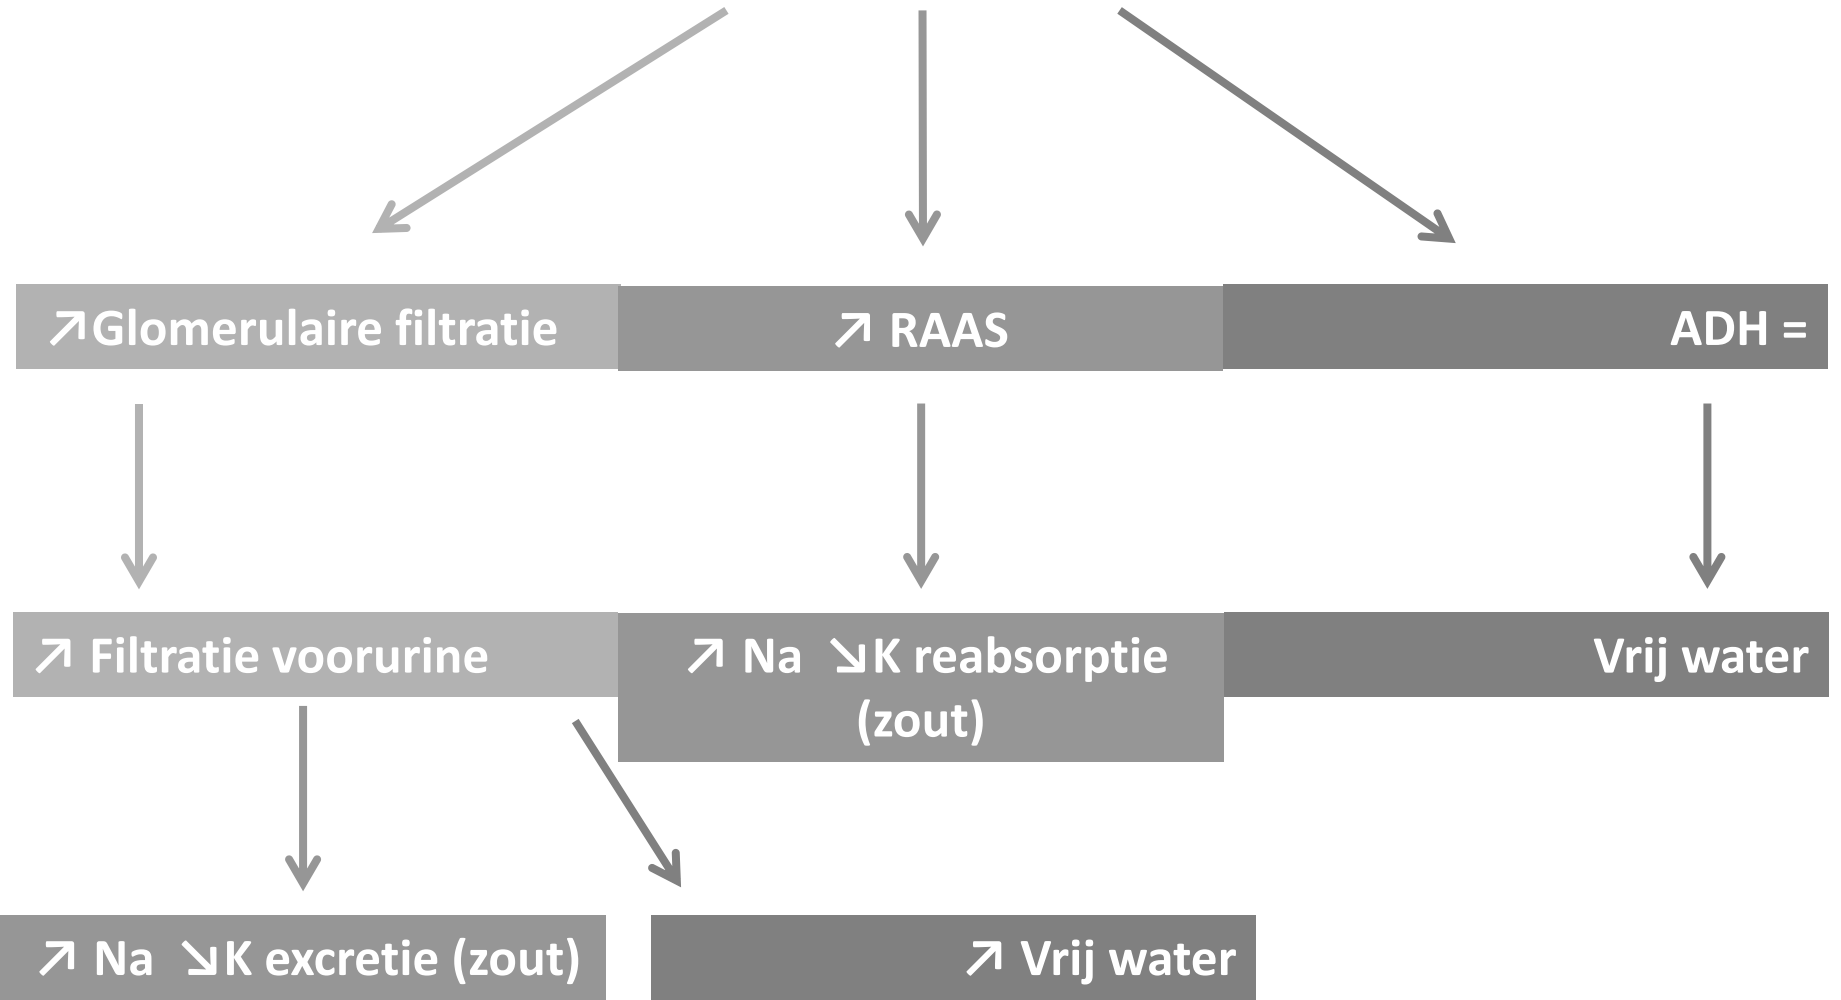 ↗Glomerulaire filtratie
↗ RAAS
ADH =
↗ Filtratie voorurine
↗ Na ↘K reabsorptie
(zout)
Vrij water
↗ Na ↘K excretie (zout)
↗ Vrij water